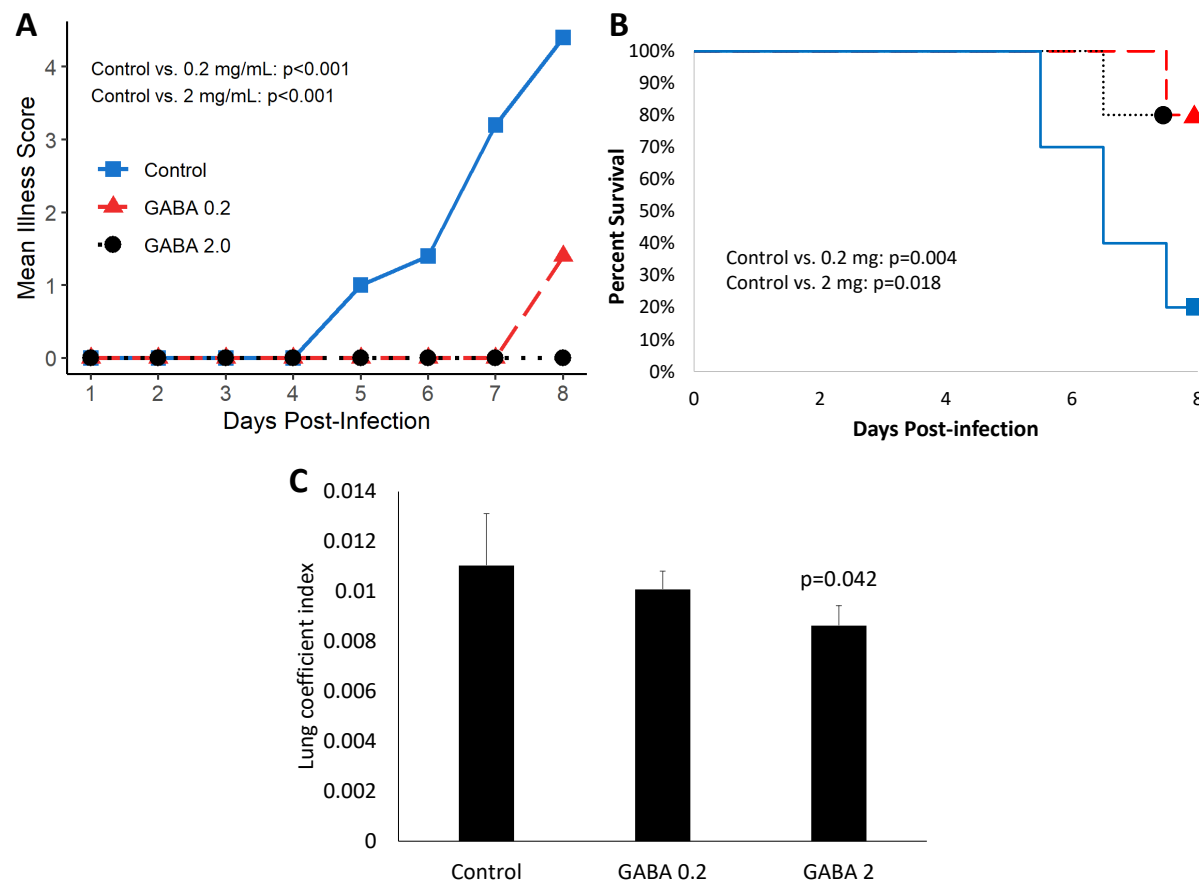 A
Mean Illness Score
4
3
2
1
0
Control vs. 0.2 mg/mL: p<0.001
Control vs. 2 mg/mL: p<0.001
Control
GABA 0.2
GABA 2.0
1 2 3 4 5 6 7 8
Days Post-Infection
B
Percent Survival
100%
90%
80%
70%
60%
50%
40%
30%
20%
10%
0%
Control vs. 0.2 mg: p=0.004
Control vs. 2 mg: p=0.018
0 2 4 6 8
Days Post-infection
C
Lung coefficient index
0.014
0.012
0.01
0.008
0.006
0.004
0.002
0
p=0.042
Control GABA 0.2 GABA 2